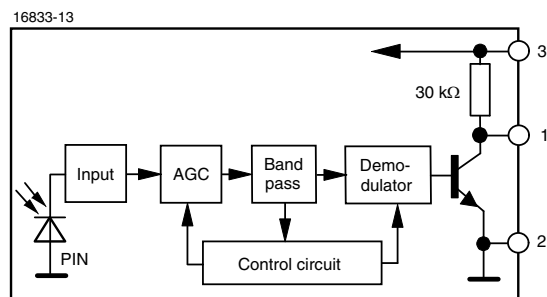 16833-13
3
30 kΩ
1
Input
AGC
Band
pass
Demo-
dulator
2
PIN
Control circuit